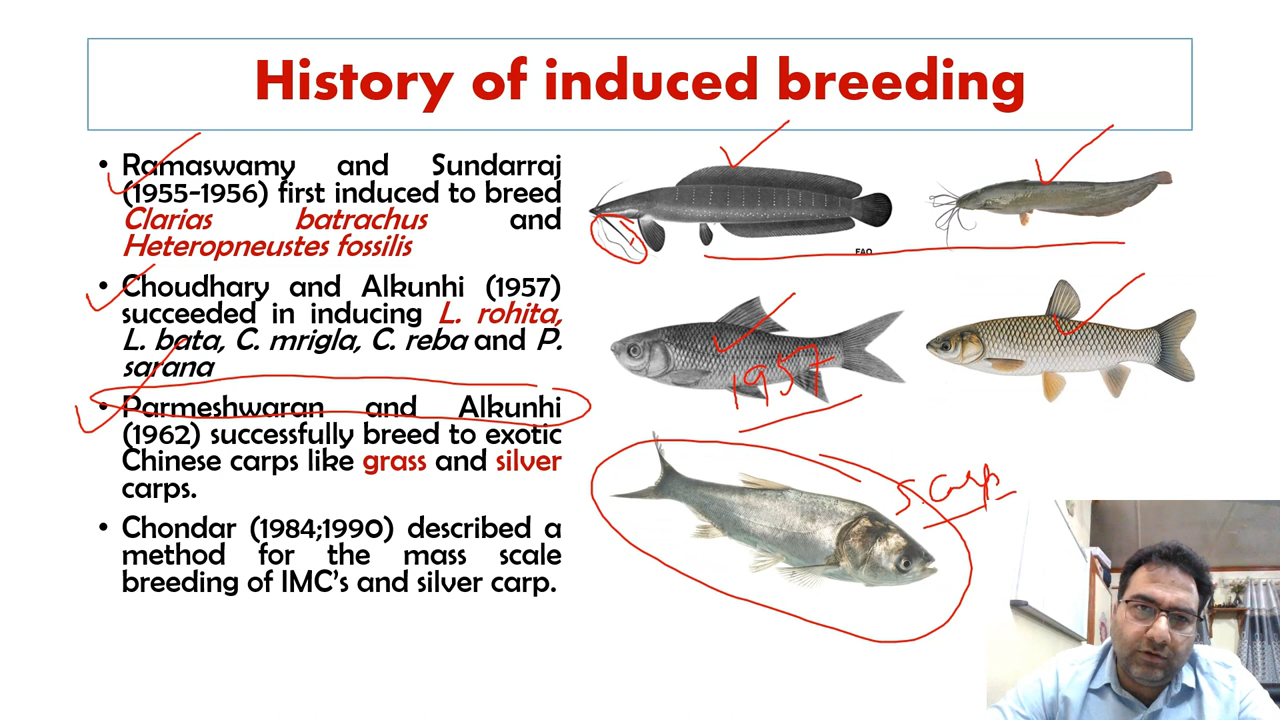 History of induced breeding
• Ramaswamy and Sundarraj
(1955-1956) first induced to breed
Clarias batrachus and
Heteropneustes fossilis
• Choudhary and Alkunhi (1957)
succeeded in inducing L. rohita,
L. bata, C. mrigla, C. reba and P.
sarana
• Parmeshwaran and Alkunhi
(1962) successfully breed to exotic
Chinese carps like grass and silver
carps.
• Chondar (1984;1990) described a
method for the mass scale
breeding of IMC's and silver carp.
FAO
1957
S. Carp